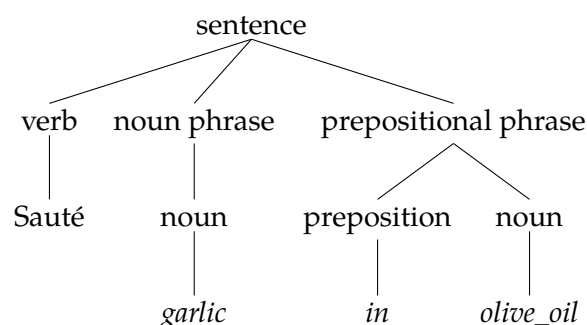 sentence
verb noun phrase prepositional phrase
Sauté noun preposition noun
garlic in olive_oil